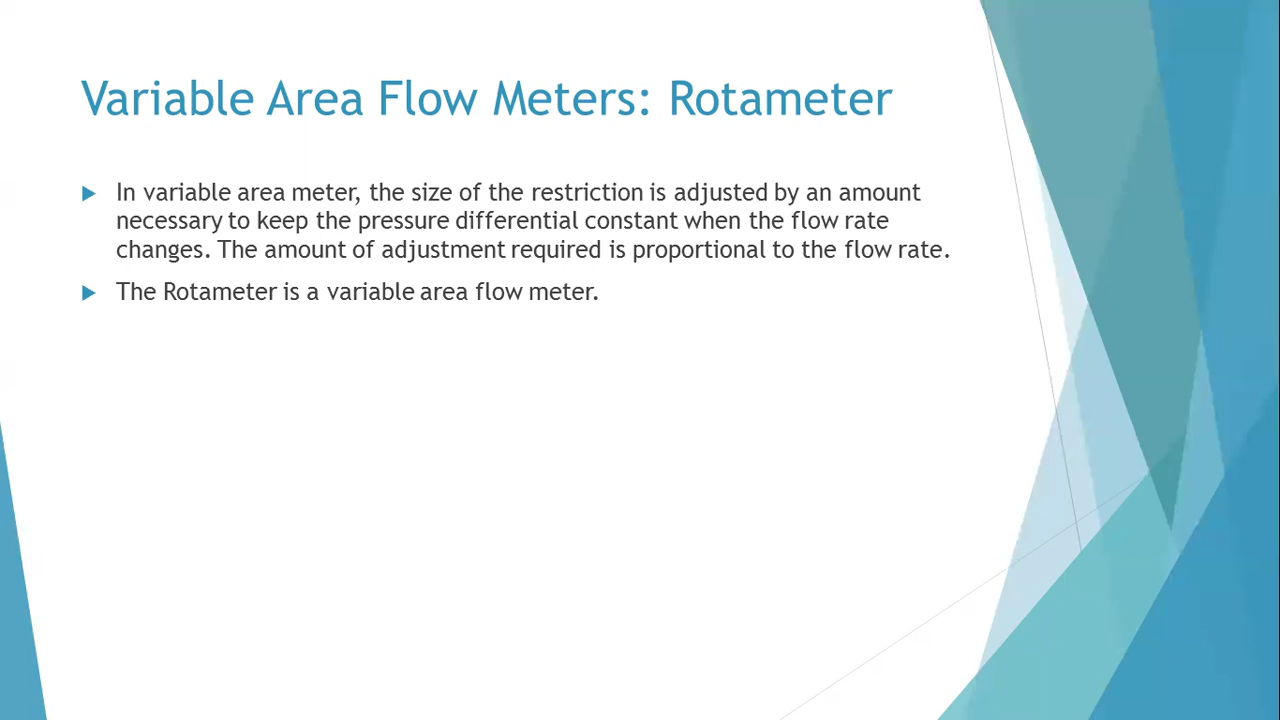 Variable Area Flow Meters: Rotameter
In variable area meter, the size of the restriction is adjusted by an amount
necessary to keep the pressure differential constant when the flow rate
changes. The amount of adjustment required is proportional to the flow rate.
The Rotameter is a variable area flow meter.